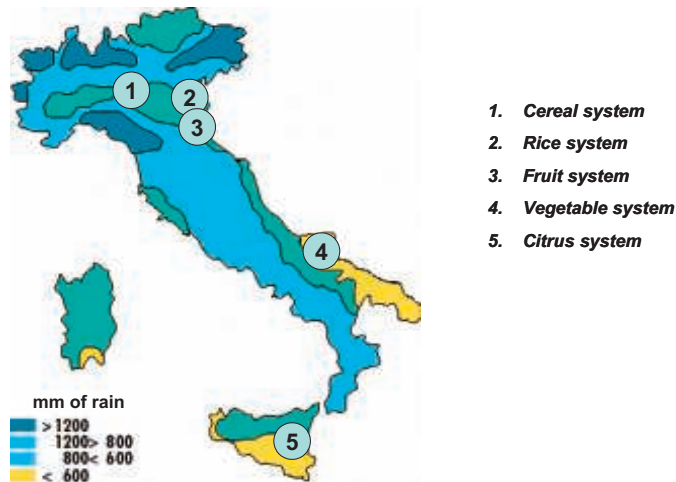 1
2
3
4
5
1. Cereal system
2. Rice system
3. Fruit system
4. Vegetable system
5. Citrus system
mm of rain
>1200
1200> 800
800< 600
< 600